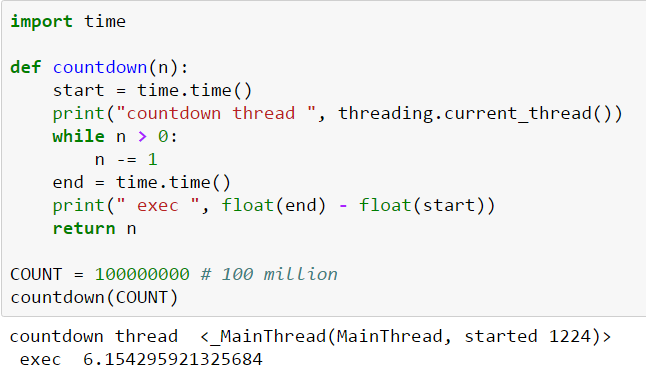 import time
def countdown(n):
    start = time.time()
    print("countdown thread ", threading.current_thread())
    while n > 0:
        n -= 1
    end = time.time()
    print(" exec ", float(end) - float(start))
    return n
COUNT = 100000000 # 100 million
countdown(COUNT)
countdown thread  <_MainThread(MainThread, started 1224)>
 exec  6.154295921325684